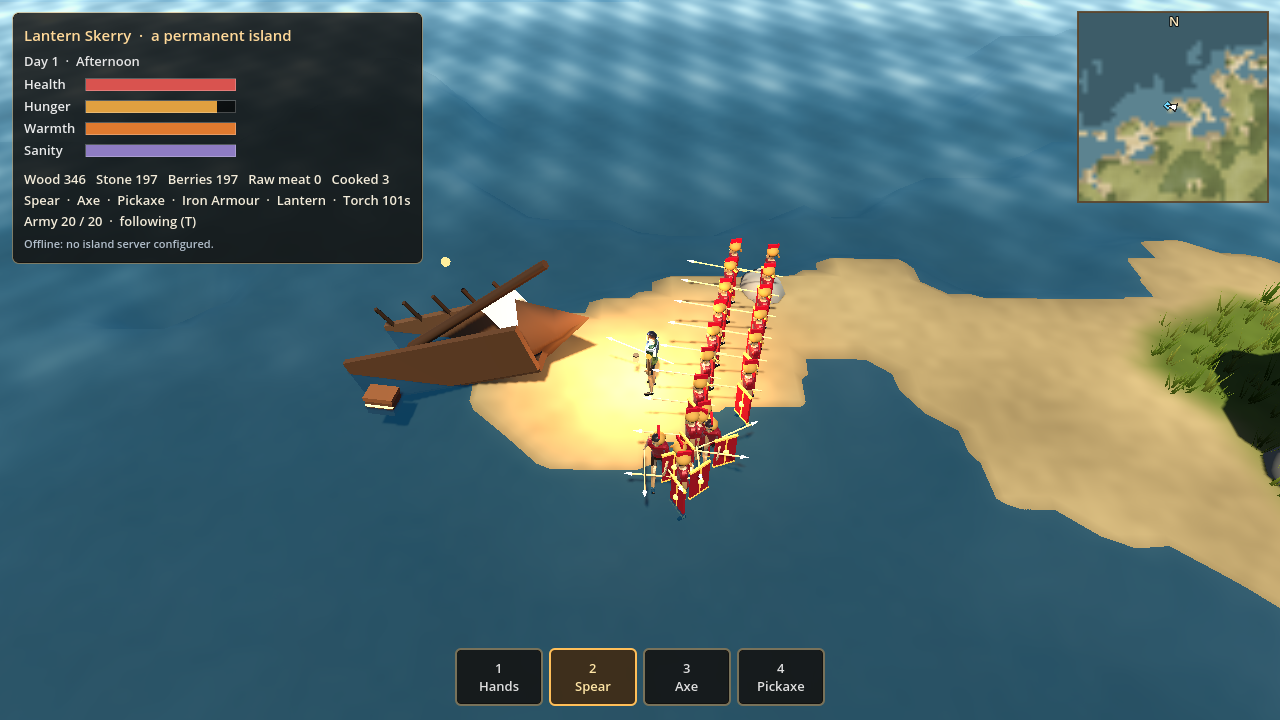 Lantern Skerry · a permanent island
Day 1 · Afternoon
Health
Hunger
Warmth
Sanity
Wood 346 Stone 197 Berries 197 Raw meat 0 Cooked 3
Spear · Axe · Pickaxe · Iron Armour · Lantern · Torch 101s
Army 20 / 20 · following (T)
Offline: no island server configured.
N
1
Hands
2
Spear
3
Axe
4
Pickaxe